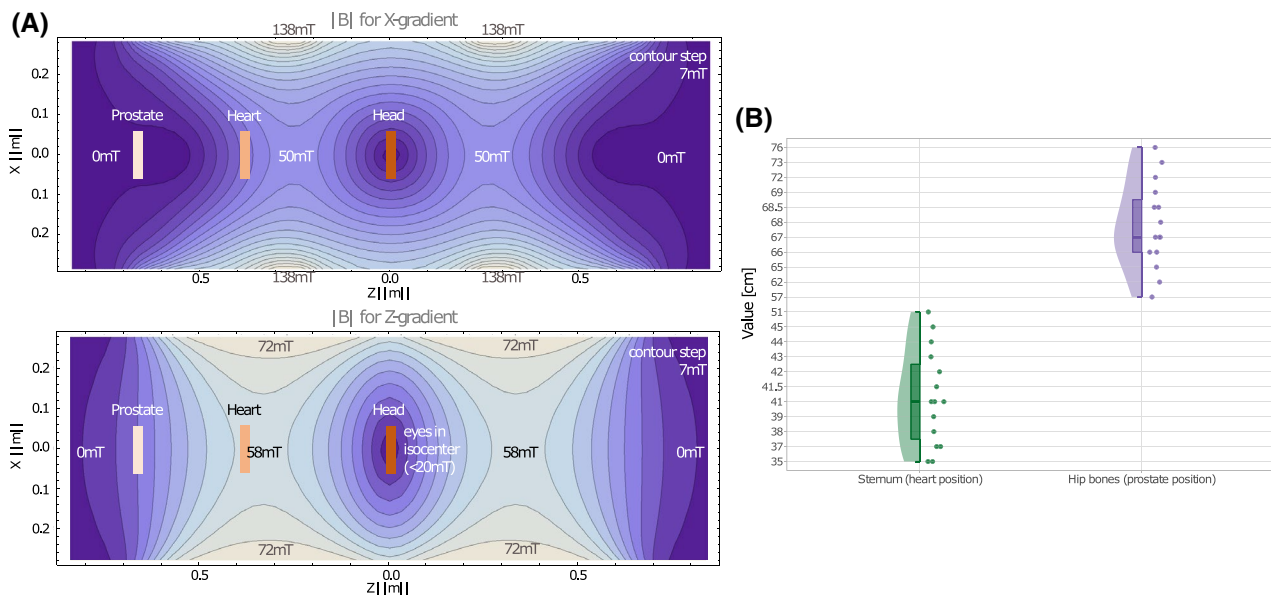 (A)
|B| for X-gradient
138mT 138mT
contour step
7mT
0.2
0.1
0.0
0.1
0.2
X ||m||
Prostate Heart Head
0mT 50mT 50mT 0mT
138mT 138mT
0.5 0.0 0.5
Z ||m||
|B| for Z-gradient
72mT 72mT
contour step
7mT
0.2
0.1
0.0
0.1
0.2
X ||m||
Prostate Heart Head
0mT 58mT eyes in
isocenter
(<20mT) 58mT 0mT
72mT 72mT
0.5 0.0 0.5
Z ||m||
(B)
Value [cm]
76
73
72
69
68.5
68
67
66
65
62
57
51
45
44
43
42
41.5
41
39
38
37
35
Sternum (heart position) Hip bones (prostate position)